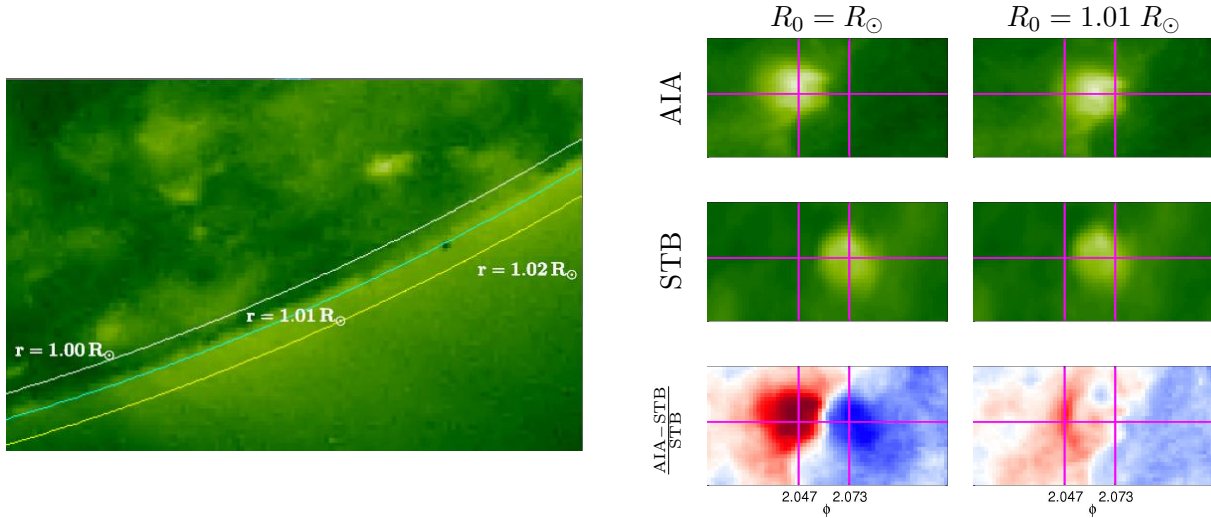 r = 1.00 R☉
r = 1.01 R☉
r = 1.02 R☉
R₀ = R☉
R₀ = 1.01 R☉
AIA
STB
AIA−STB
STB
2.047 2.073
ϕ
2.047 2.073
ϕ